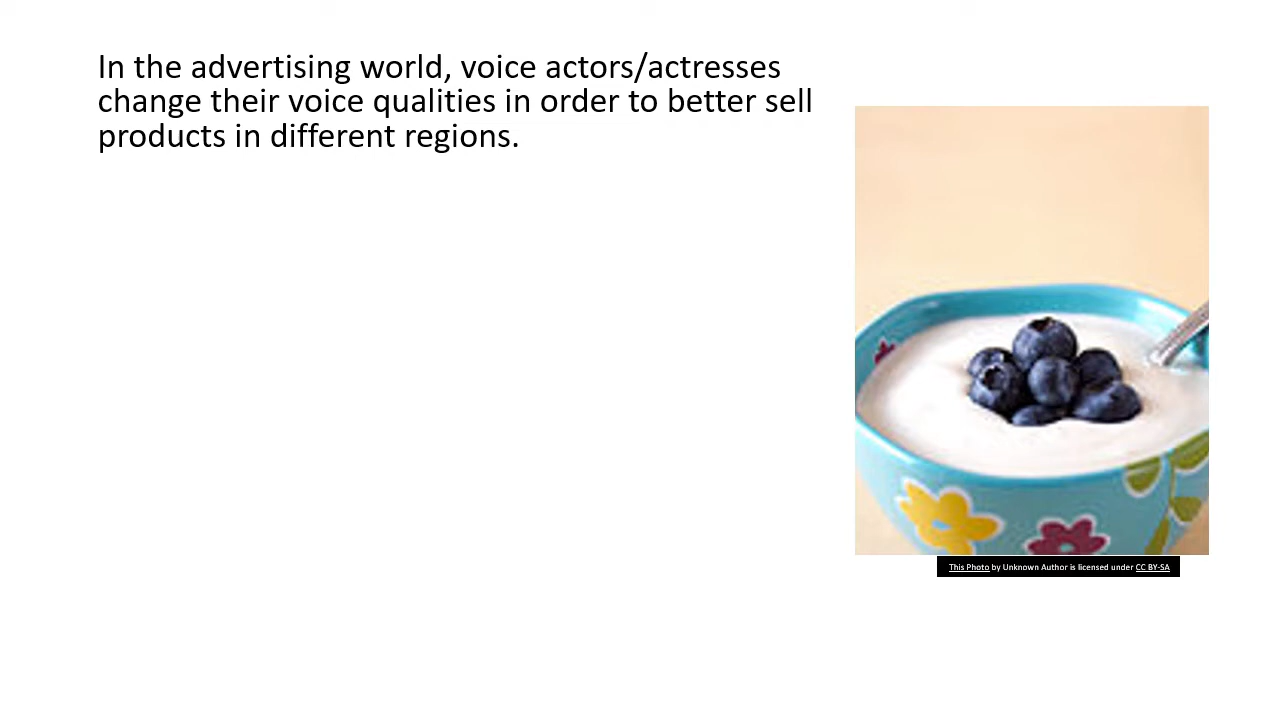 In the advertising world, voice actors/actresses
change their voice qualities in order to better sell
products in different regions.
This Photo by Unknown Author is licensed under CC BY-SA